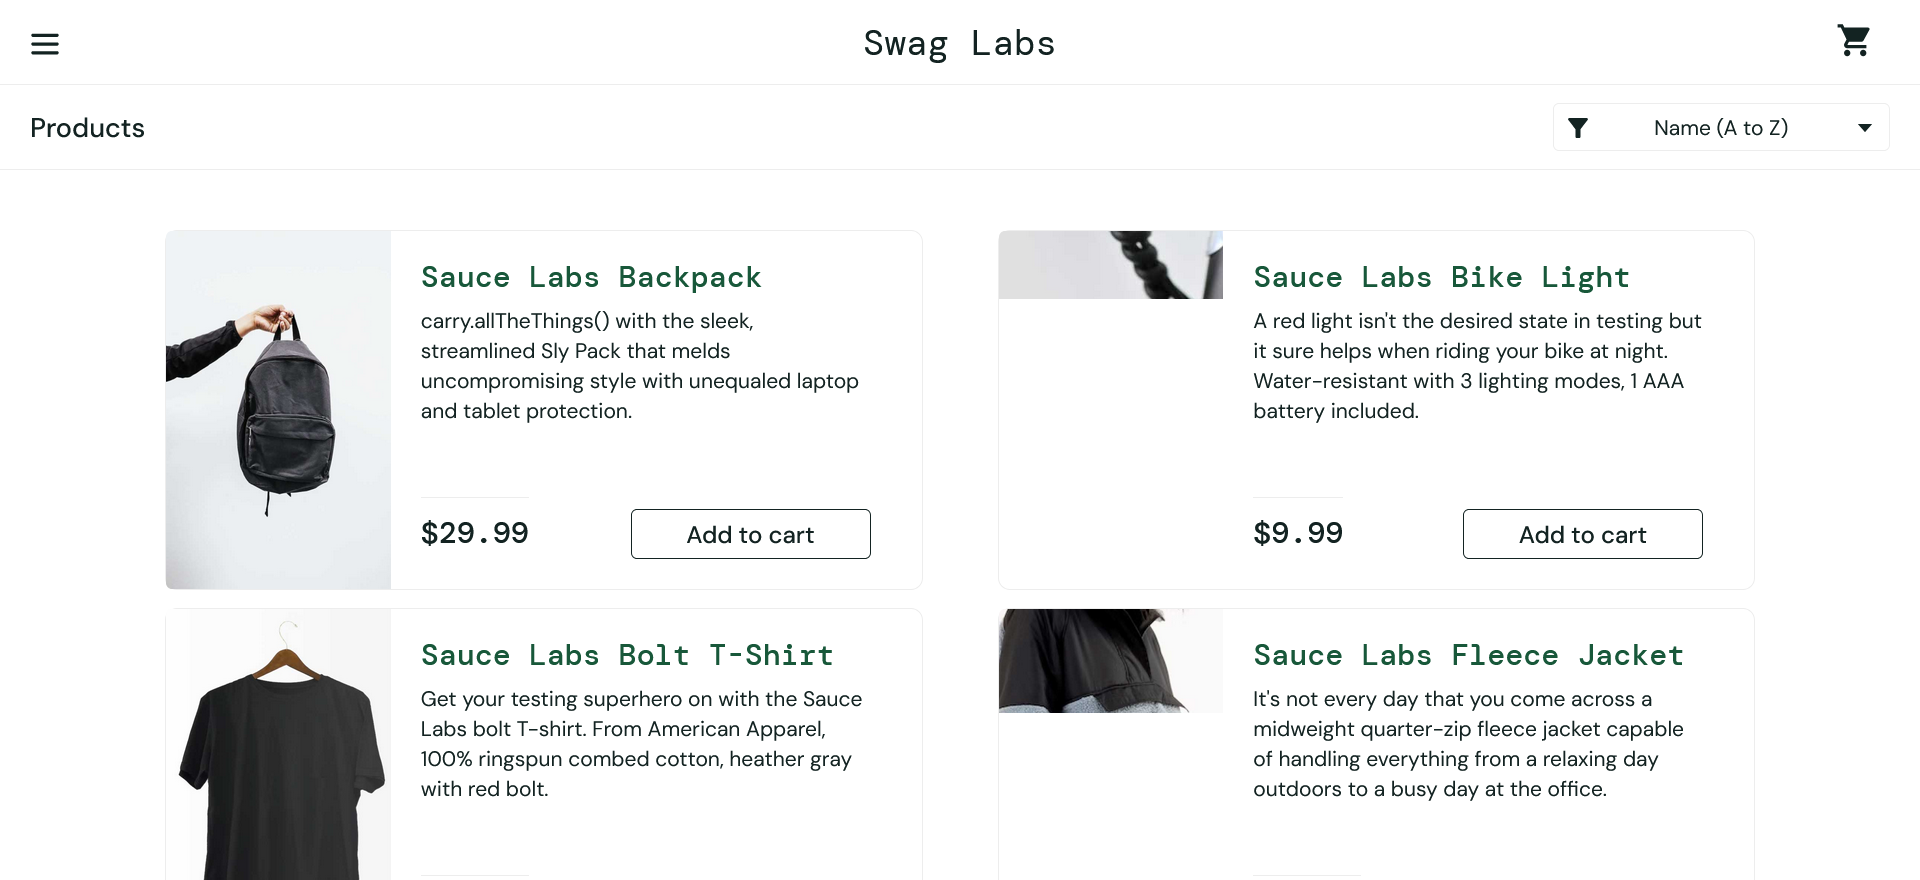 Swag Labs
Products
Name (A to Z)
Sauce Labs Backpack
carry.allTheThings() with the sleek,
streamlined Sly Pack that melds
uncompromising style with unequaled laptop
and tablet protection.
$29.99
Add to cart
Sauce Labs Bike Light
A red light isn't the desired state in testing but
it sure helps when riding your bike at night.
Water-resistant with 3 lighting modes, 1 AAA
battery included.
$9.99
Add to cart
Sauce Labs Bolt T-Shirt
Get your testing superhero on with the Sauce
Labs bolt T-shirt. From American Apparel,
100% ringspun combed cotton, heather gray
with red bolt.
Sauce Labs Fleece Jacket
It's not every day that you come across a
midweight quarter-zip fleece jacket capable
of handling everything from a relaxing day
outdoors to a busy day at the office.